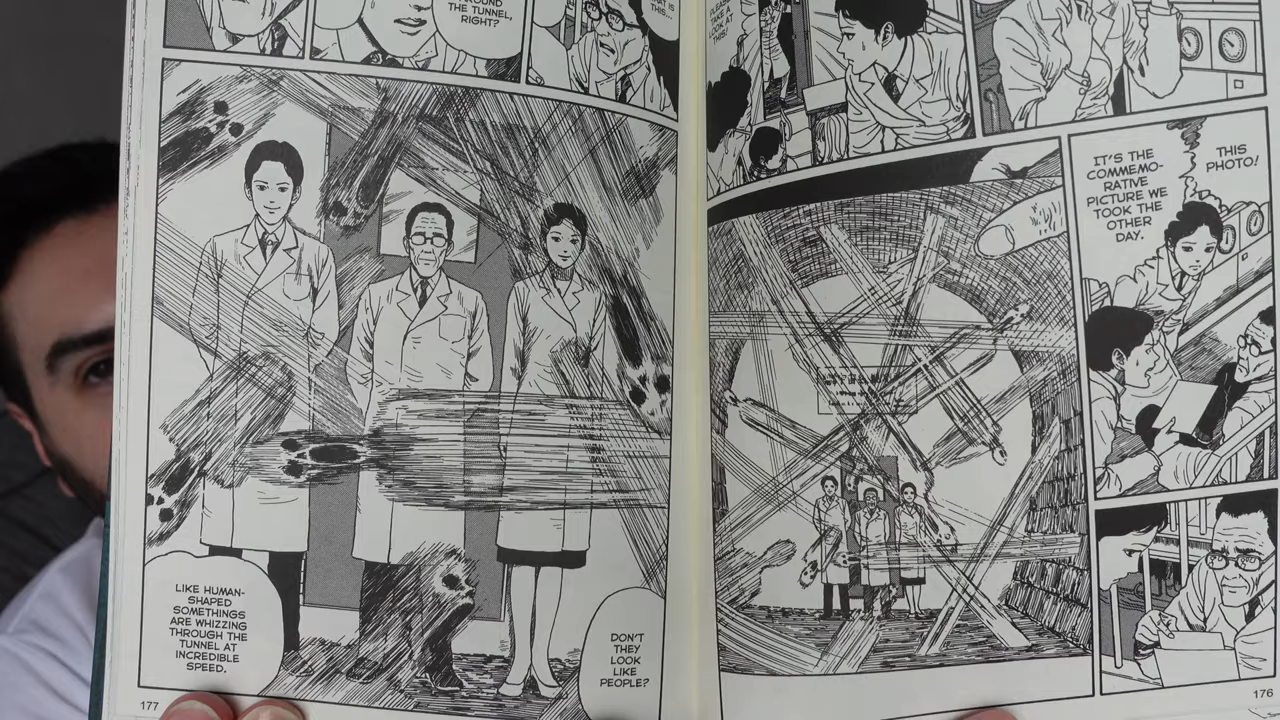 PLEASE
TAKE A
LOOK AT
THIS!
THIS
PHOTO!
IT'S THE
COMMEMO-
RATIVE
PICTURE WE
TOOK THE
OTHER
DAY.
176
IS
THIS...
AROUND
THE TUNNEL,
RIGHT?
DON'T
THEY
LOOK
LIKE
PEOPLE?
LIKE HUMAN-
SHAPED
SOMETHINGS
ARE WHIZZING
THROUGH THE
TUNNEL AT
INCREDIBLE
SPEED.
177